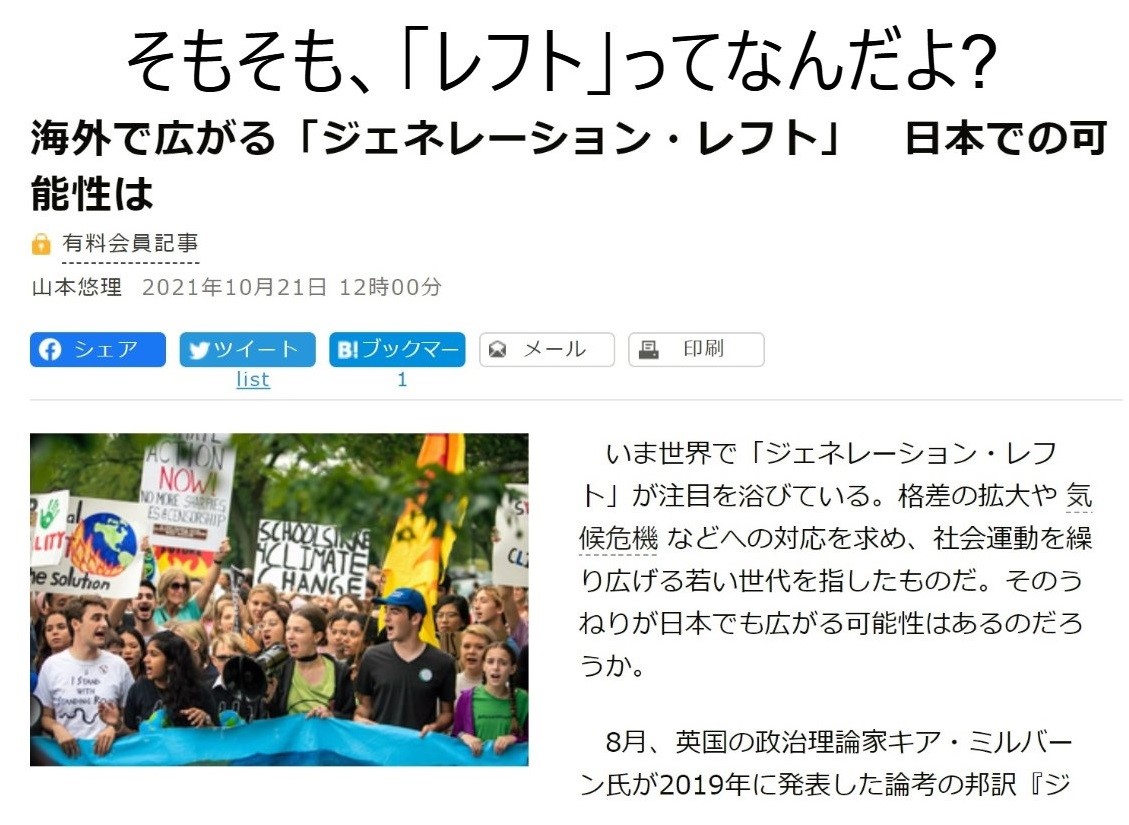 そもそも、「レフト」ってなんだよ?
海外で広がる「ジェネレーション・レフト」　日本での可
能性は
有料会員記事
山本悠理 2021年10月21日 12時00分
シェア ツイート B!ブックマー メール 印刷
list 1
いま世界で「ジェネレーション・レフ
ト」が注目を浴びている。格差の拡大や 気
候危機 などへの対応を求め、社会運動を繰
り広げる若い世代を指したものだ。そのう
ねりが日本でも広がる可能性はあるのだろ
うか。
8月、英国の政治理論家キア・ミルバー
ン氏が2019年に発表した論考の邦訳『ジ
ACTION
NOW!
NO MORE SHARPIES
CENSORSHIP
he Solution
CLIMATE
CHANGE
I STAND
WITH
STANDING